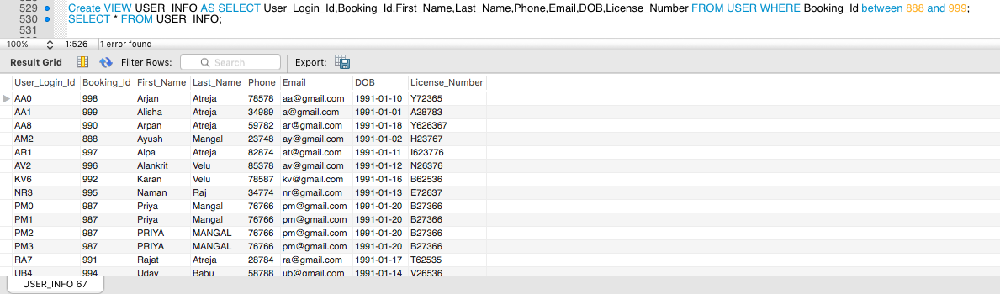 529 Create VIEW USER_INFO AS SELECT User_Login_Id,Booking_Id,First_Name,Last_Name,Phone,Email,DOB,License_Number FROM USER WHERE Booking_Id between 888 and 999;
530 SELECT * FROM USER_INFO;
531
100% 1:526 1 error found
Result Grid Filter Rows: Search Export:
User_Login_Id Booking_Id First_Name Last_Name Phone Email DOB License_Number
AA0 998 Arjan Atreja 78578 aa@gmail.com 1991-01-10 Y72365
AA1 999 Alisha Atreja 34989 a@gmail.com 1991-01-01 A28783
AA8 990 Arpan Atreja 59782 ar@gmail.com 1991-01-18 Y626367
AM2 888 Ayush Mangal 23748 ay@gmail.com 1991-01-02 H23767
AR1 997 Alpa Atreja 82874 at@gmail.com 1991-01-11 I623776
AV2 996 Alankrit Velu 85378 av@gmail.com 1991-01-12 N26376
KV6 992 Karan Velu 78587 kv@gmail.com 1991-01-16 B62536
NR3 995 Naman Raj 34774 nr@gmail.com 1991-01-13 E72637
PM0 987 Priya Mangal 76766 pm@gmail.com 1991-01-20 B27366
PM1 987 Priya Mangal 76766 pm@gmail.com 1991-01-20 B27366
PM2 987 PRIYA MANGAL 76766 pm@gmail.com 1991-01-20 B27366
PM3 987 PRIYA MANGAL 76766 pm@gmail.com 1991-01-20 B27366
RA7 991 Rajat Atreja 28784 ra@gmail.com 1991-01-17 T62535
UB4 994 Uday Babu 58788 ub@gmail.com 1991-01-14 V26536
USER_INFO 67